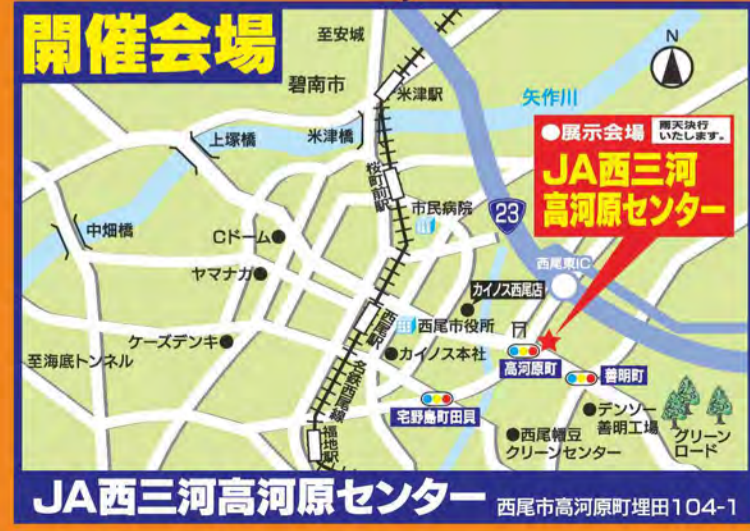 開催会場
至安城
碧南市
米津駅
矢作川
N
●展示会場
雨天決行
いたします。
JA西三河
高河原センター
上塚橋
米津橋
桜町前駅
市民病院
23
中畑橋
Cドーム
ヤマナカ
西尾東IC
カイノス西尾店
ケーズデンキ
西尾駅
西尾市役所
カイノス本社
至海底トンネル
高河原町
善明町
名鉄西尾線
宅野島町田貝
デンソー
善明工場
グリーン
ロード
福地駅
西尾幡豆
クリーンセンター
JA西三河高河原センター
西尾市高河原町埋田104-1